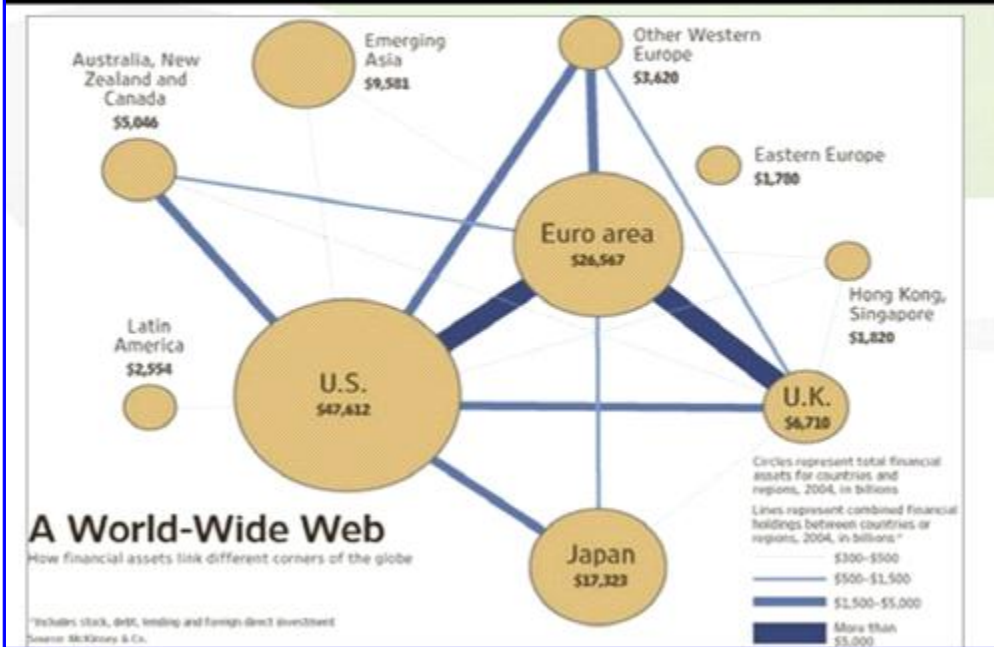 Australia, New
Zealand and
Canada
$5,046
Emerging
Asia
$9,581
Other Western
Europe
$3,620
Eastern Europe
$1,780
Euro area
$26,567
Hong Kong,
Singapore
$1,820
Latin
America
$2,554
U.S.
$47,612
U.K.
$6,710
Japan
$17,323
A World-Wide Web
How financial assets link different corners of the globe
*Includes stock, debt, lending and foreign direct investment
Source: McKinsey & Co.
Circles represent total financial
assets for countries and
regions, 2004, in billions
Lines represent combined financial
holdings between countries or
regions, 2004, in billions*
$300-$500
$500-$1,500
$1,500-$5,000
More than
$5,000